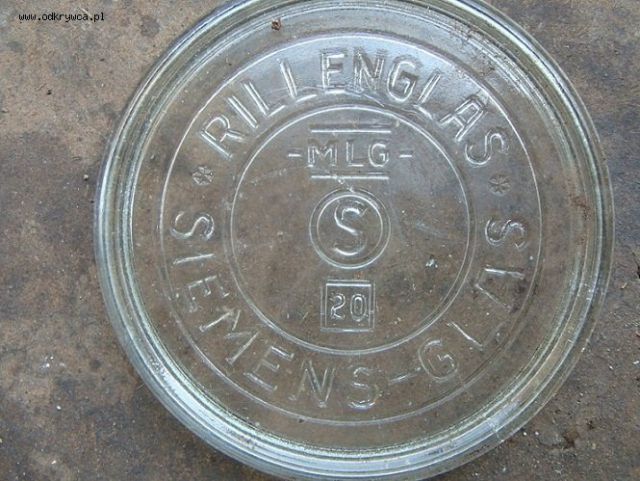 www.odkrywca.pl
RILLENGLAS
-MLG-
S
20
* SIEMENS-GLAS *